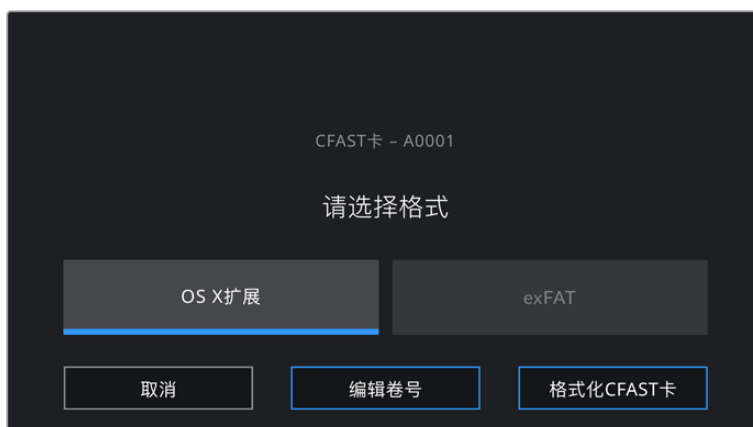 CFAST卡 – A0001
请选择格式
OS X扩展 exFAT
取消 编辑卷号 格式化CFAST卡